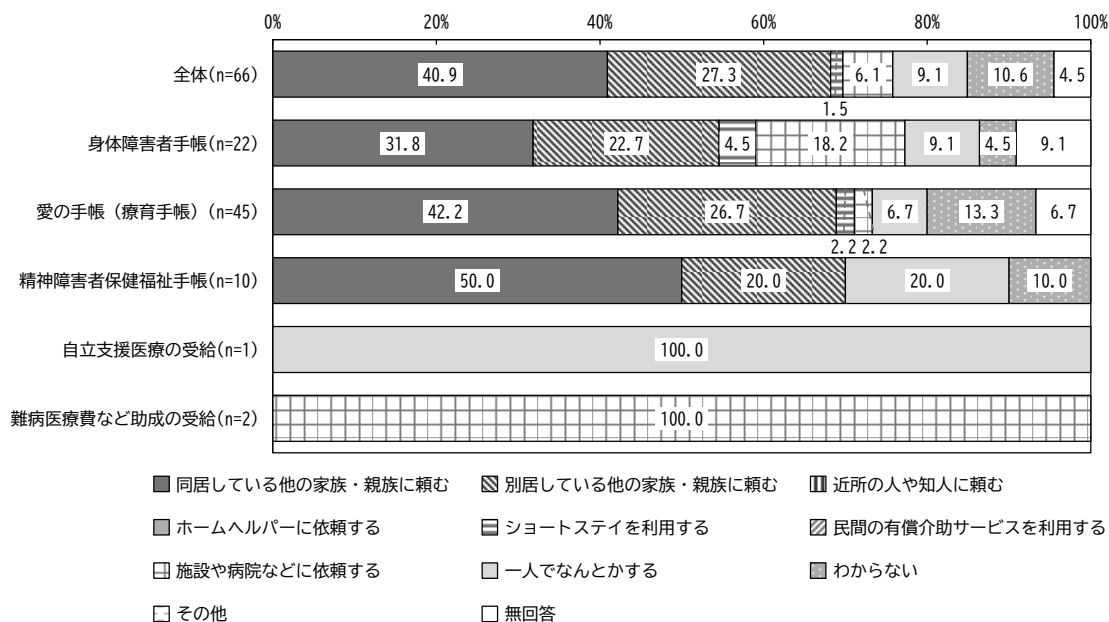 0% 20% 40% 60% 80% 100%
全体(n=66) 40.9 27.3 6.1 9.1 10.6 4.5
1.5
身体障害者手帳(n=22) 31.8 22.7 4.5 18.2 9.1 4.5 9.1
愛の手帳（療育手帳）(n=45) 42.2 26.7 6.7 13.3 6.7
2.2 2.2
精神障害者保健福祉手帳(n=10) 50.0 20.0 20.0 10.0
自立支援医療の受給(n=1) 100.0
難病医療費など助成の受給(n=2) 100.0
同居している他の家族・親族に頼む 別居している他の家族・親族に頼む 近所の人や知人に頼む
ホームヘルパーに依頼する ショートステイを利用する 民間の有償介助サービスを利用する
施設や病院などに依頼する 一人でなんとかする わからない
その他 無回答